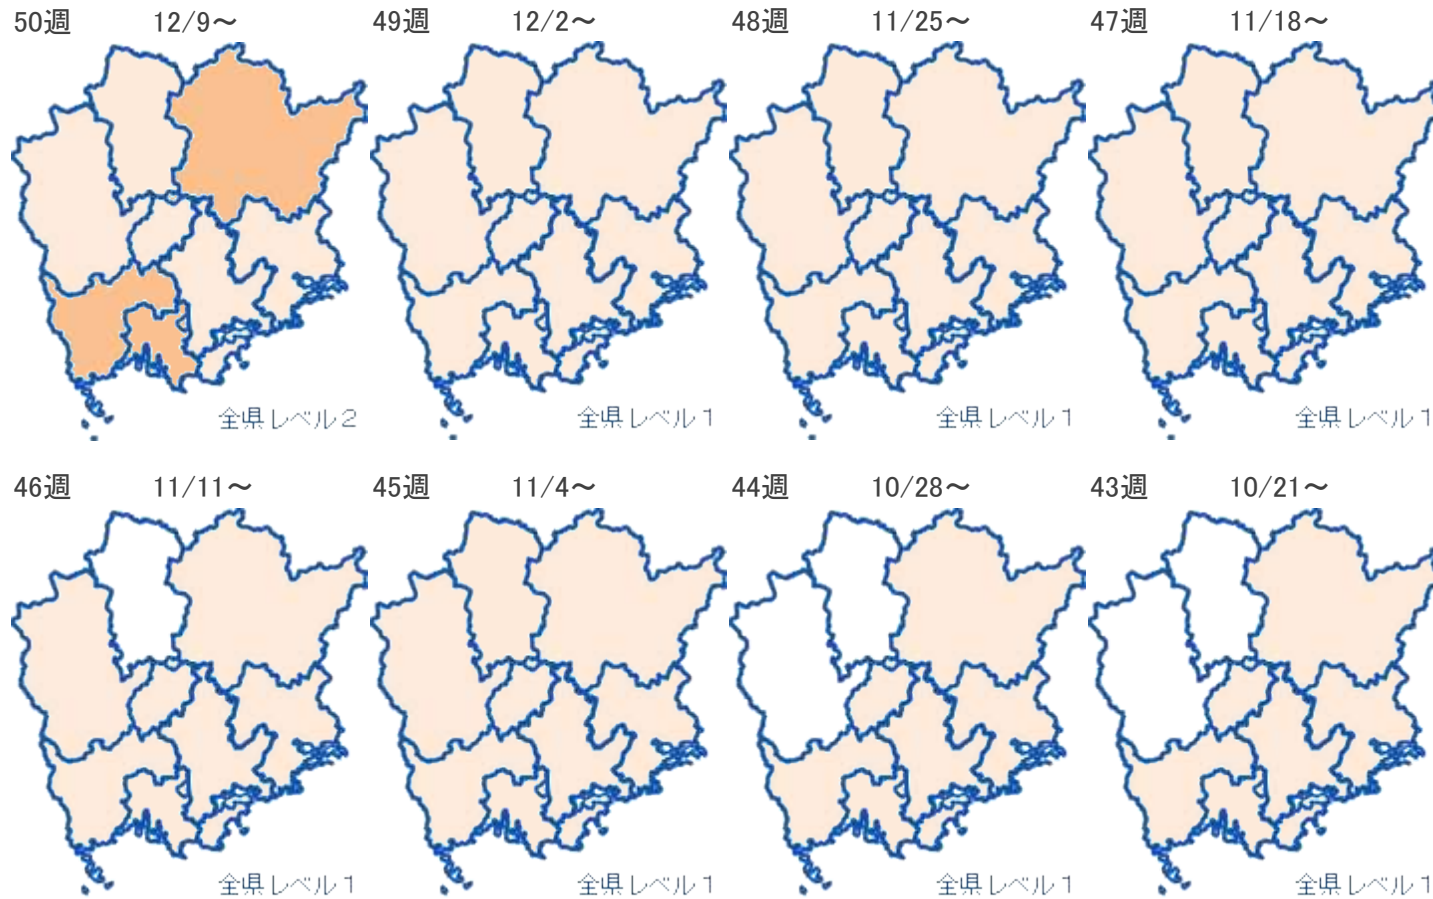 50週 12/9～
49週 12/2～
48週 11/25～
47週 11/18～
全県レベル２
全県レベル１
全県レベル１
全県レベル１
46週 11/11～
45週 11/4～
44週 10/28～
43週 10/21～
全県レベル１
全県レベル１
全県レベル１
全県レベル１